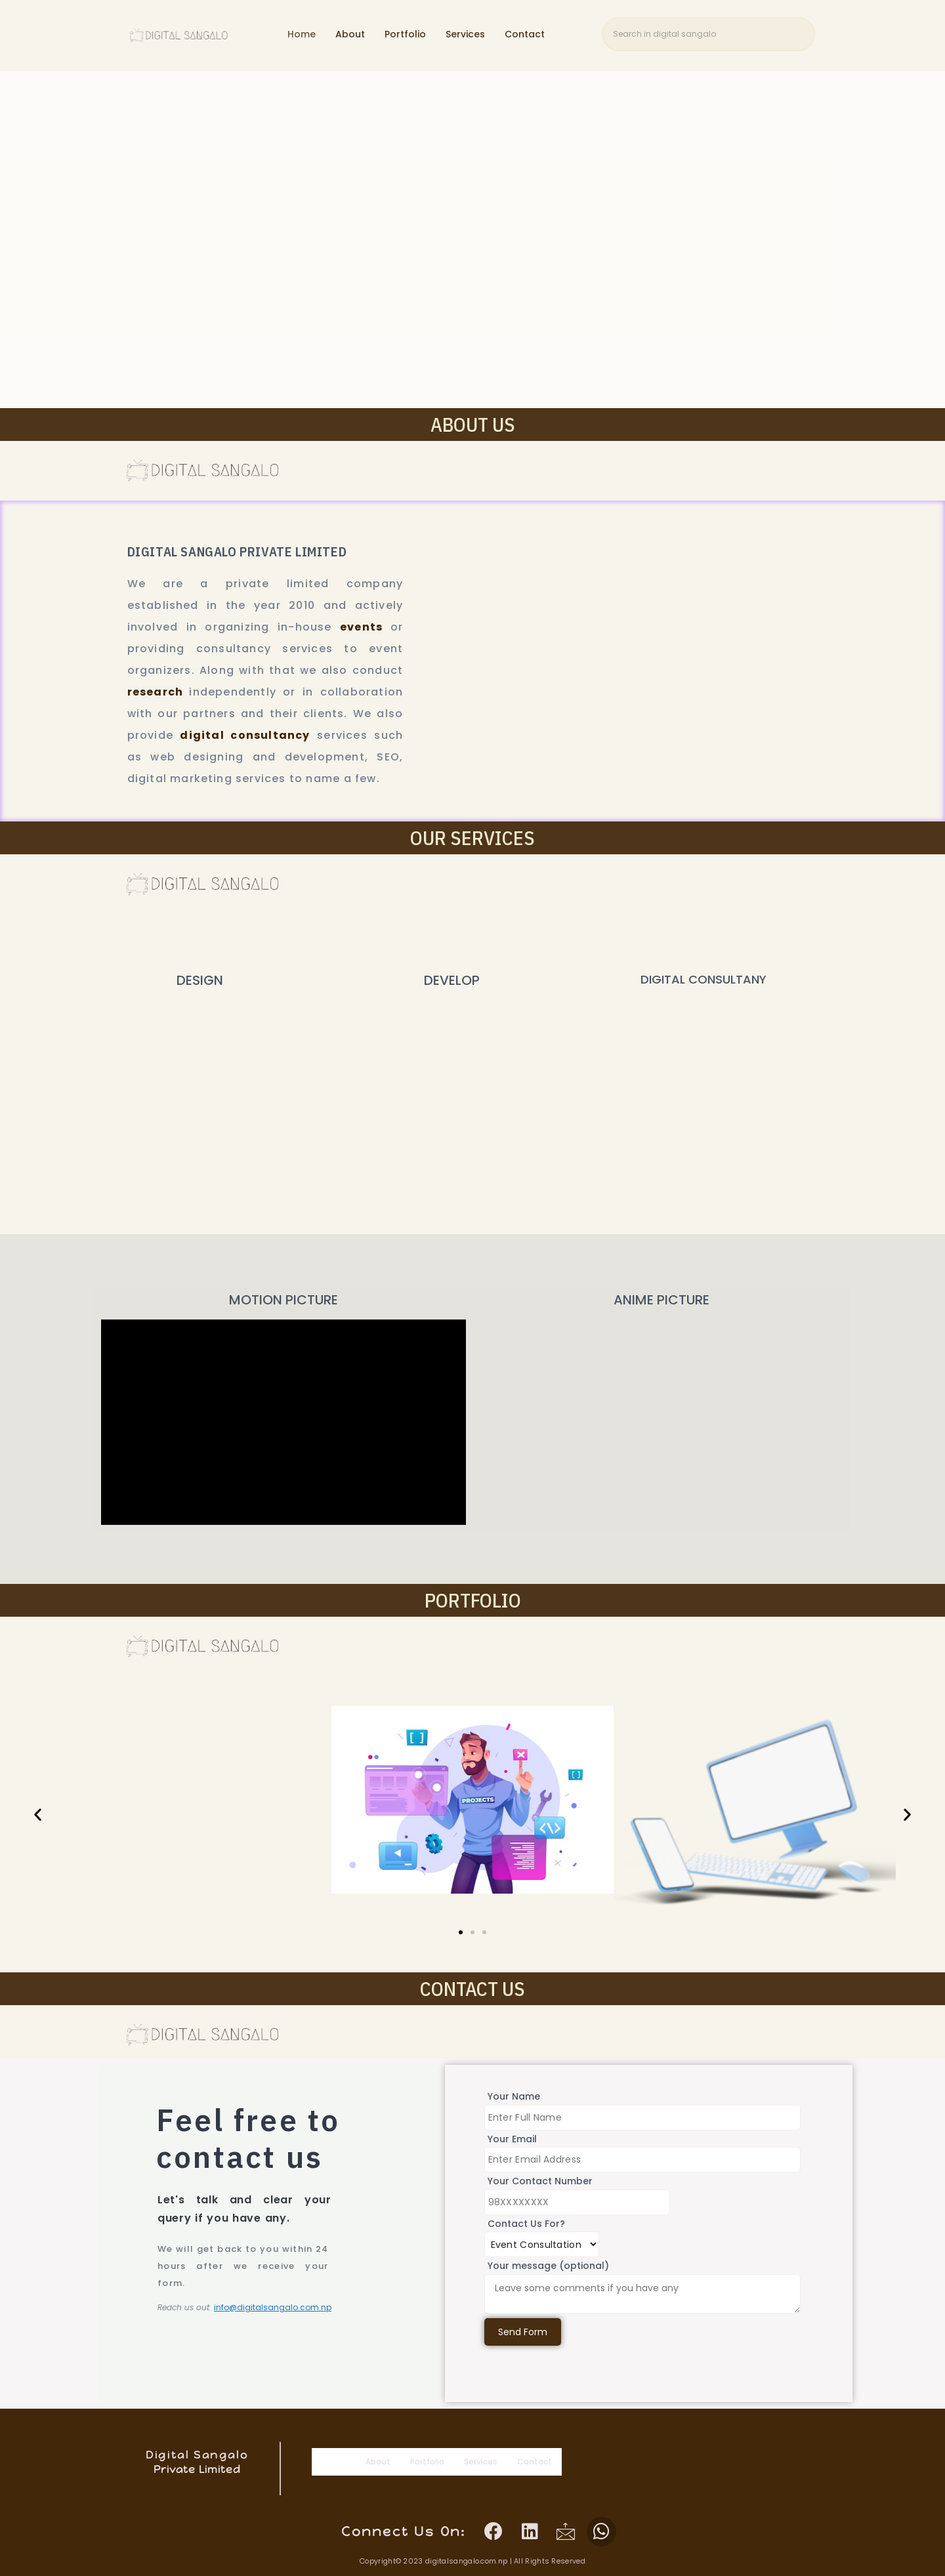 DIGITAL SANGALO
Home About Portfolio Services Contact
Search in digital sangalo
ABOUT US
DIGITAL SANGALO
DIGITAL SANGALO PRIVATE LIMITED
We are a private limited company
established in the year 2010 and actively
involved in organizing in-house events or
providing consultancy services to event
organizers. Along with that we also conduct
research independently or in collaboration
with our partners and their clients. We also
provide digital consultancy services such
as web designing and development, SEO,
digital marketing services to name a few.
OUR SERVICES
DIGITAL SANGALO
DESIGN
DEVELOP
DIGITAL CONSULTANY
MOTION PICTURE
ANIME PICTURE
PORTFOLIO
DIGITAL SANGALO
PROJECTS
CONTACT US
DIGITAL SANGALO
Feel free to
contact us
Let's talk and clear your
query if you have any.
We will get back to you within 24
hours after we receive your
form.
Reach us out: info@digitalsangalo.com.np
Your Name
Enter Full Name
Your Email
Enter Email Address
Your Contact Number
98XXXXXXXX
Contact Us For?
Event Consultation
Your message (optional)
Leave some comments if you have any
Send Form
Digital Sangalo
Private Limited
About Portfolio Services Contact
Connect Us On:
Copyright© 2023 digitalsangalo.com.np | All Rights Reserved